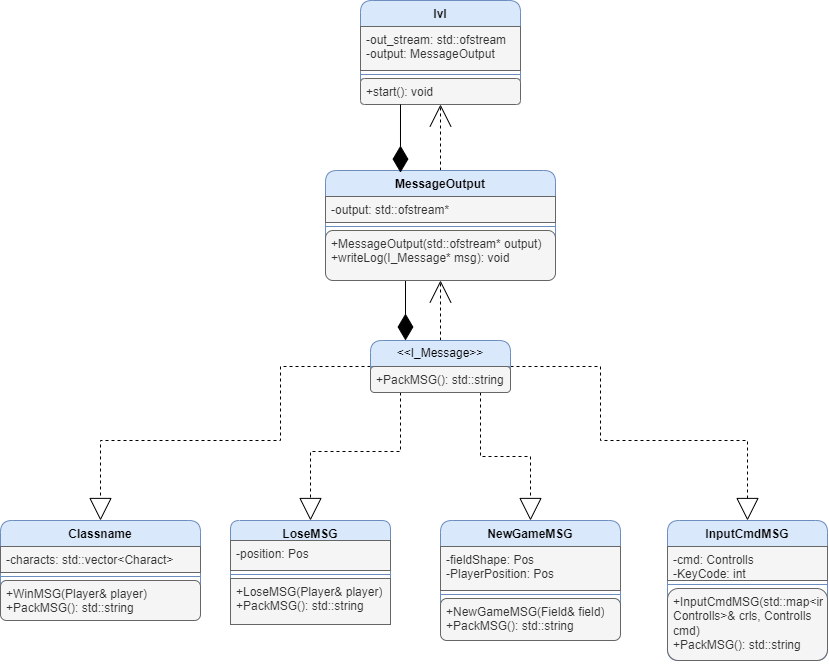 lvl
-out_stream: std::ofstream
-output: MessageOutput
+start(): void
MessageOutput
-output: std::ofstream*
+MessageOutput(std::ofstream* output)
+writeLog(I_Message* msg): void
<<I_Message>>
+PackMSG(): std::string
Classname
-characts: std::vector<Charact>
+WinMSG(Player& player)
+PackMSG(): std::string
LoseMSG
-position: Pos
+LoseMSG(Player& player)
+PackMSG(): std::string
NewGameMSG
-fieldShape: Pos
-PlayerPosition: Pos
+NewGameMSG(Field& field)
+PackMSG(): std::string
InputCmdMSG
-cmd: Controlls
-KeyCode: int
+InputCmdMSG(std::map<ir
Controlls>& crls, Controlls
cmd)
+PackMSG(): std::string